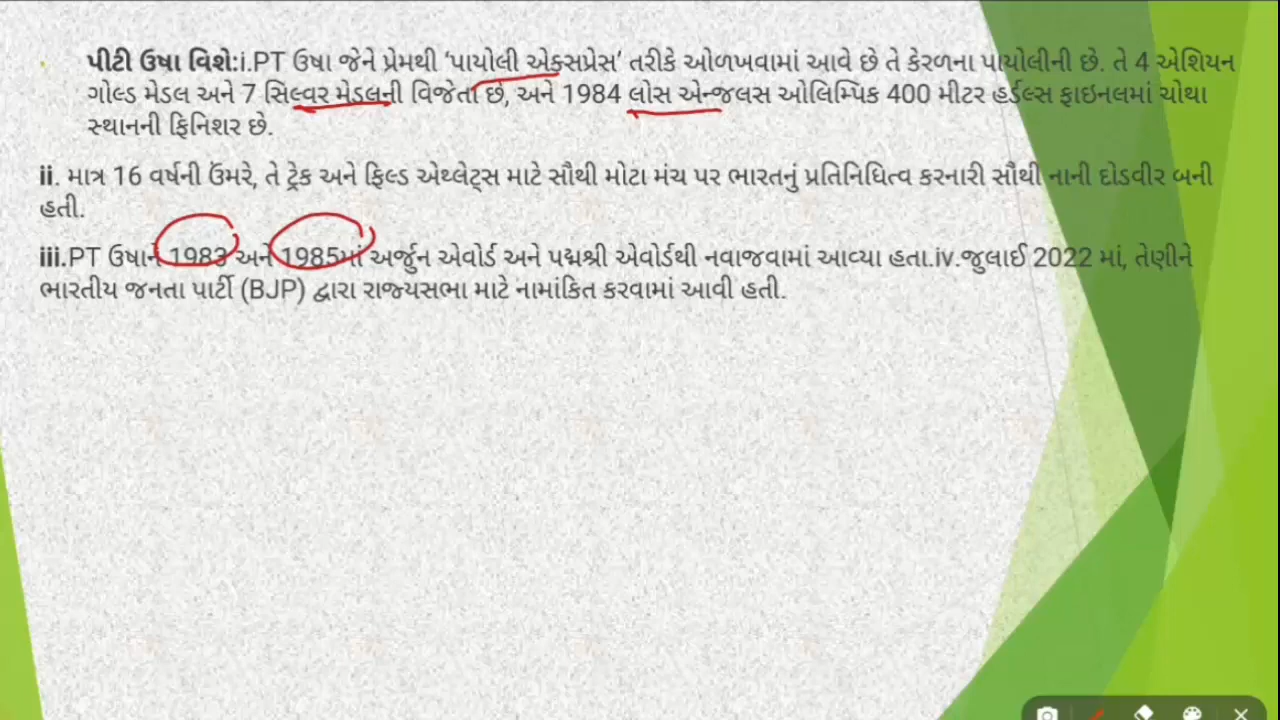 પીટી ઉષા વિશે:i.PT ઉષા જેને પ્રેમથી ‘પાયોલી એક્સપ્રેસ’ તરીકે ઓળખવામાં આવે છે તે કેરળના પાયોલીની છે. તે 4 એશિયન
ગોલ્ડ મેડલ અને 7 સિલ્વર મેડલની વિજેતા છે, અને 1984 લોસ એન્જલસ ઓલિમ્પિક 400 મીટર હર્ડલ્સ ફાઇનલમાં ચોથા
સ્થાનની ફિનિશર છે.
ii. માત્ર 16 વર્ષની ઉંમરે, તે ટ્રેક અને ફિલ્ડ એથ્લેટ્સ માટે સૌથી મોટા મંચ પર ભારતનું પ્રતિનિધિત્વ કરનારી સૌથી નાની દોડવીર બની
હતી.
iii.PT ઉષાને 1983 અને 1985માં અર્જુન એવોર્ડ અને પદ્મશ્રી એવોર્ડથી નવાજવામાં આવ્યા હતા.iv.જુલાઈ 2022 માં, તેણીને
ભારતીય જનતા પાર્ટી (BJP) દ્વારા રાજ્યસભા માટે નામાંકિત કરવામાં આવી હતી.